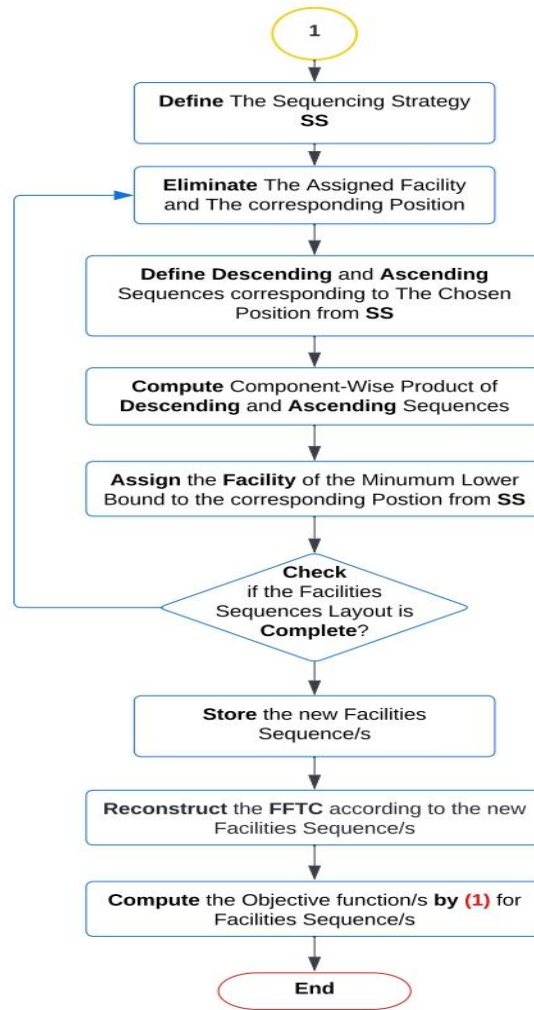 1
Define The Sequencing Strategy
SS
Eliminate The Assigned Facility
and The corresponding Position
Define Descending and Ascending
Sequences corresponding to The Chosen
Position from SS
Compute Component-Wise Product of
Descending and Ascending Sequences
Assign the Facility of the Minumum Lower
Bound to the corresponding Postion from SS
Check
if the Facilities
Sequences Layout is
Complete?
Store the new Facilities
Sequence/s
Reconstruct the FFTC according to the new
Facilities Sequence/s
Compute the Objective function/s by (1) for
Facilities Sequence/s
End